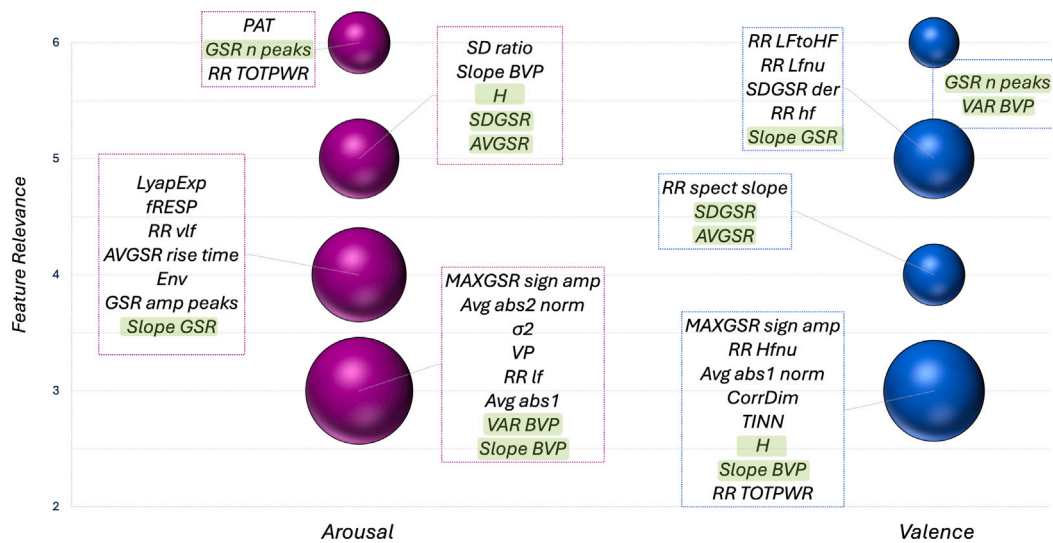 6
5
4
3
2
Feature Relevance
PAT
GSR n peaks
RR TOTPWR
SD ratio
Slope BVP
H
SDGSR
AVGSR
LyapExp
fRESP
RR vlf
AVGSR rise time
Env
GSR amp peaks
Slope GSR
MAXGSR sign amp
Avg abs2 norm
σ2
VP
RR lf
Avg abs1
VAR BVP
Slope BVP
Arousal
RR LFtoHF
RR Lfnu
SDGSR der
RR hf
Slope GSR
GSR n peaks
VAR BVP
RR spect slope
SDGSR
AVGSR
MAXGSR sign amp
RR Hfnu
Avg abs1 norm
CorrDim
TINN
H
Slope BVP
RR TOTPWR
Valence